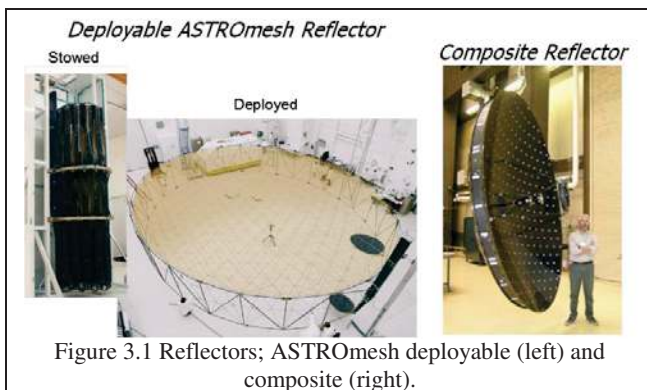 Deployable ASTROmesh Reflector
Stowed
Deployed
Composite Reflector
Figure 3.1 Reflectors; ASTROmesh deployable (left) and
composite (right).